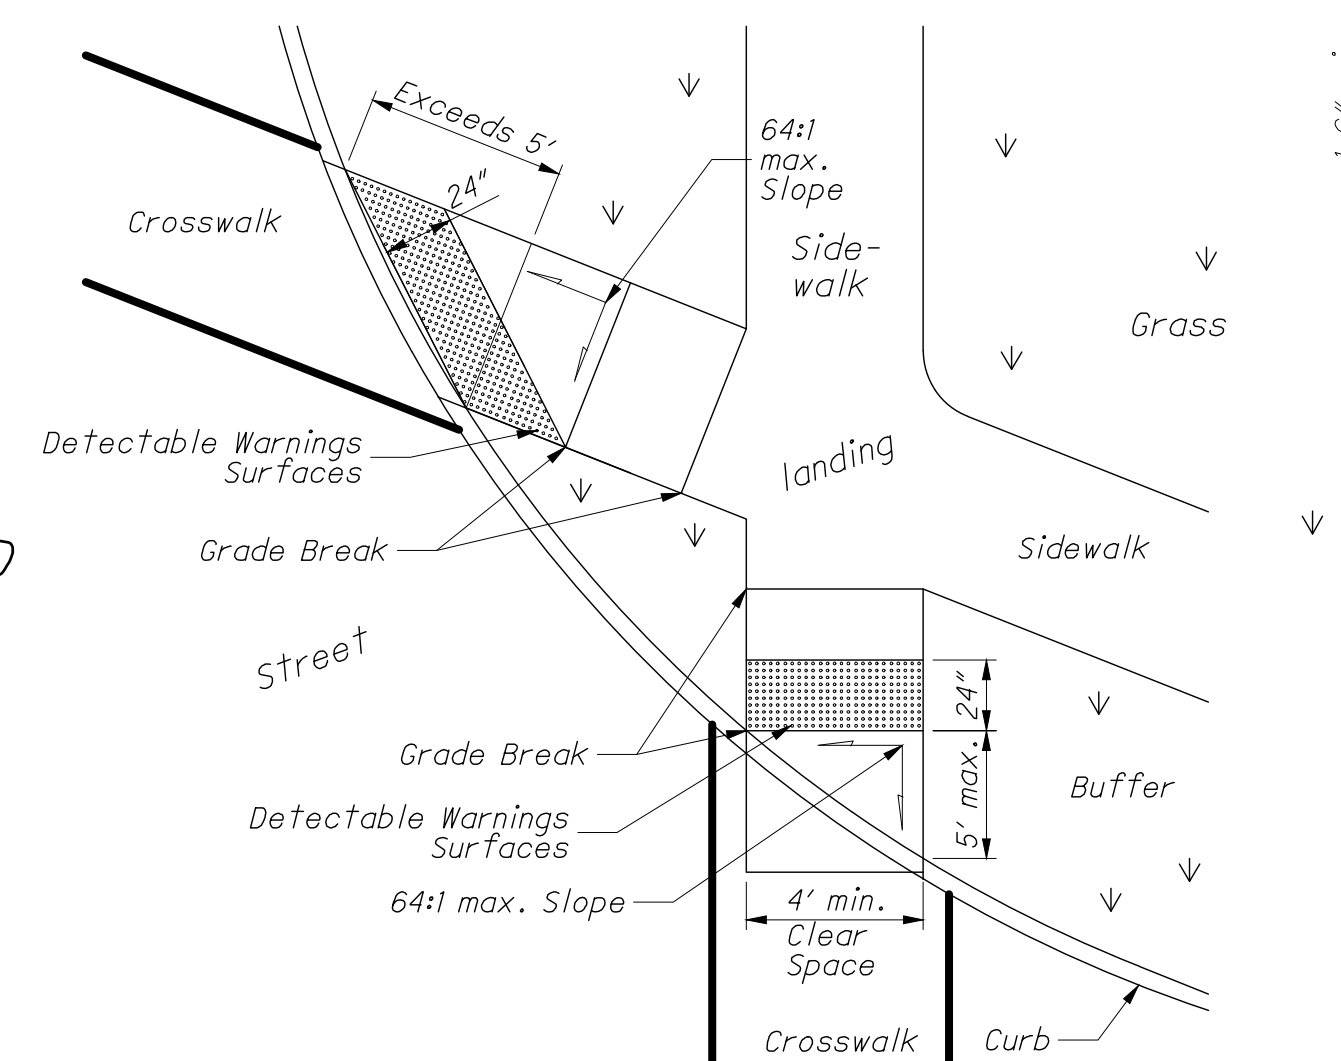 Exceeds 5'
24"
64:1
max.
Slope
Crosswalk
Side-
walk
Grass
Detectable Warnings
Surfaces
landing
Grade Break
Sidewalk
Street
24"
Grade Break
5' max.
Buffer
Detectable Warnings
Surfaces
64:1 max. Slope
4' min.
Clear
Space
Crosswalk
Curb